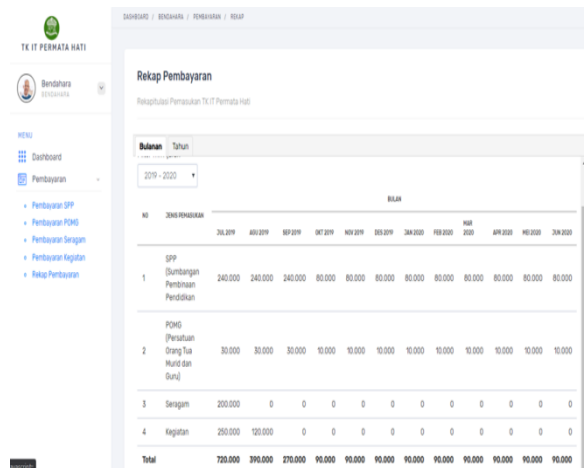 TK IT PERMATA HATI
DASHBOARD / BENDAHARA / PEMBAYARAN / REKAP
Bendahara
BENDAHARA
MENU
Dashboard
Pembayaran
Pembayaran SPP
Pembayaran POMG
Pembayaran Seragam
Pembayaran Kegiatan
Rekap Pembayaran
Rekap Pembayaran
Rekapitulasi Pemasukan TK IT Permata Hati
Bulanan Tahun
2019 - 2020
BULAN
NO JENIS PEMASUKAN JUL 2019 AGU 2019 SEP 2019 OKT 2019 NOV 2019 DES 2019 JAN 2020 FEB 2020 MAR 2020 APR 2020 MEI 2020 JUN 2020
1 SPP (Sumbangan Pembinaan Pendidikan 240.000 240.000 240.000 80.000 80.000 80.000 80.000 80.000 80.000 80.000 80.000 80.000
2 POMG (Persatuan Orang Tua Murid dan Guru) 30.000 30.000 30.000 10.000 10.000 10.000 10.000 10.000 10.000 10.000 10.000 10.000
3 Seragam 200.000 0 0 0 0 0 0 0 0 0 0 0
4 Kegiatan 250.000 120.000 0 0 0 0 0 0 0 0 0 0
Total 720.000 390.000 270.000 90.000 90.000 90.000 90.000 90.000 90.000 90.000 90.000 90.000